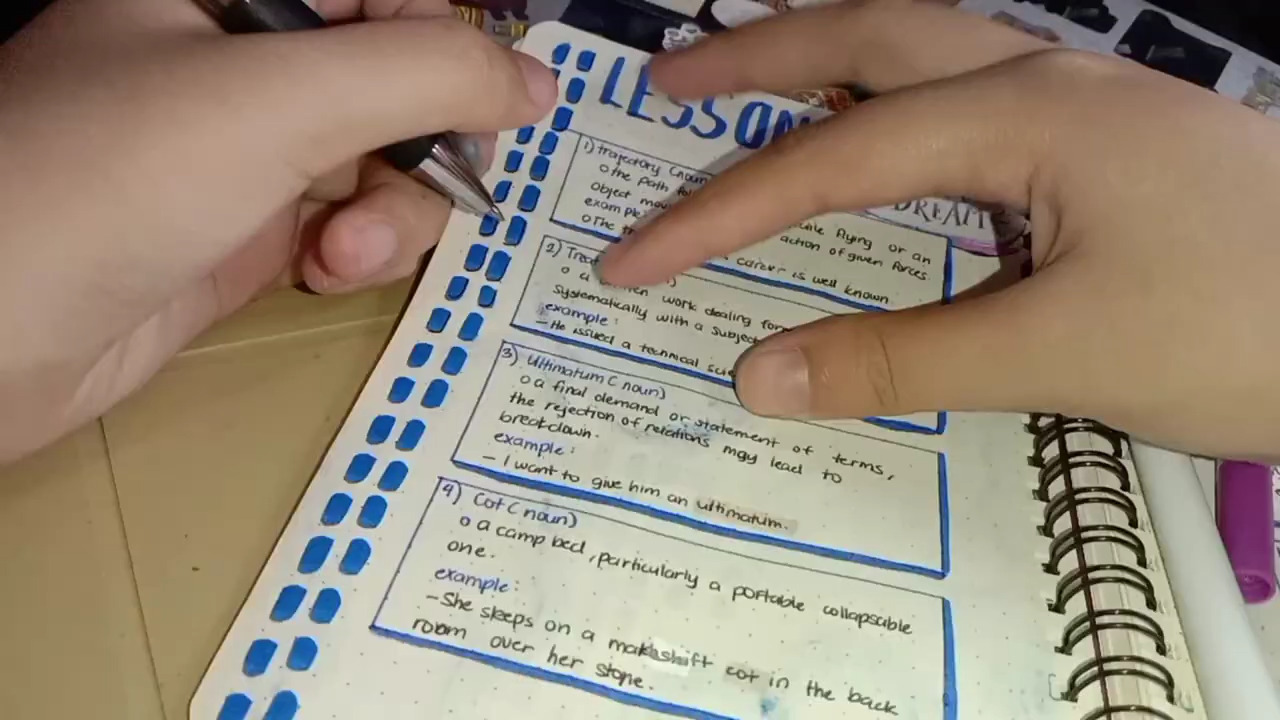 LESSON
1) trajectory (noun
o the path
object
example
while flying or an
action of given forces
o The career is well known
2)
o a work dealing
systematically with a subject
example:
- He issued a technical
3) Ultimatum (noun)
o a final demand or statement of terms,
the rejection of relations may lead to
breakdown.
example:
- I want to give him an ultimatum.
4) Cot (noun)
o a camp bed, particularly a portable collapsable
one.
example:
- She sleeps on a makeshift cot in the back
room over her store.
DREAM